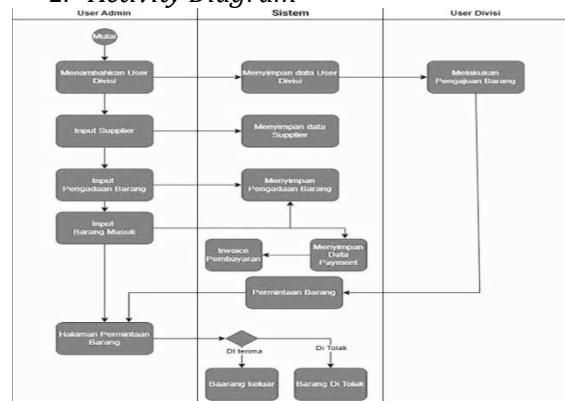 2. Activity Diagram
User Admin
Sistem
User Divisi
Mulai
Menambahkan User
Divisi
Menyimpan data User
Divisi
Melakukan
Pengajuan Barang
Input Supplier
Menyimpan data
Supplier
Input
Pengadaan Barang
Menyimpan
Pengadaan Barang
Input
Barang Masuk
Invoice
Pembayaran
Menyimpan
Data
Payment
Permintaan Barang
Halaman Permintaan
Barang
DI terima
Di Tolak
Baarang keluar
Barang Di Tolak